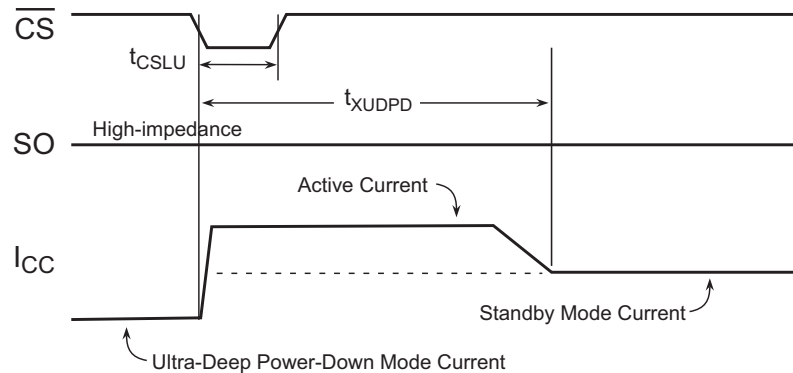 CS
tCSLU
tXUDPD
High-impedance
SO
Active Current
ICC
Standby Mode Current
Ultra-Deep Power-Down Mode Current